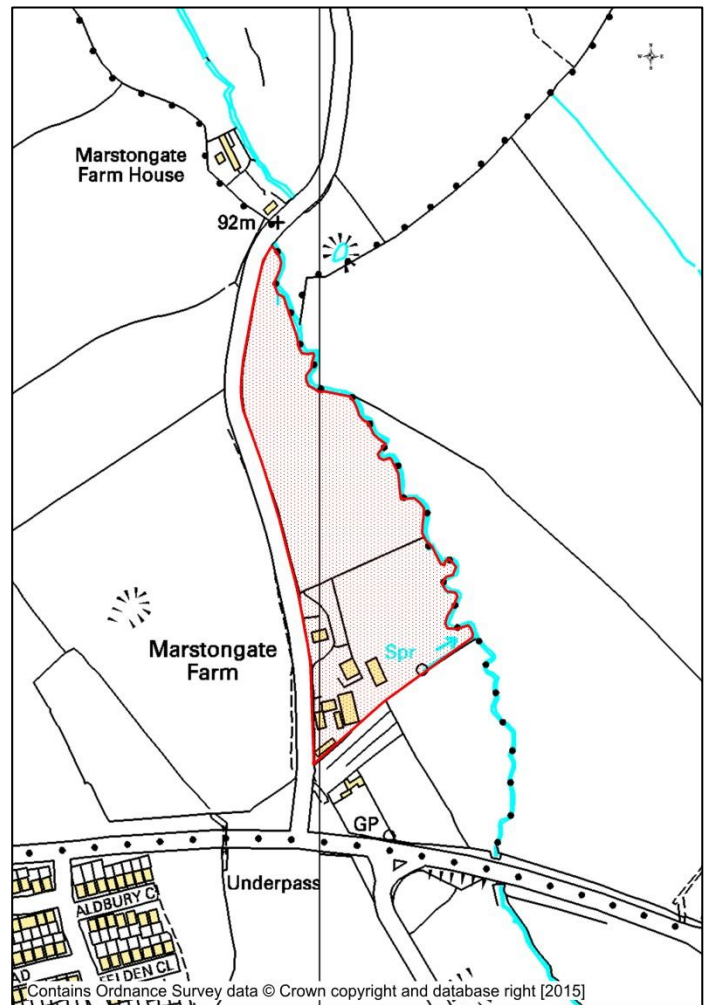 Marstongate
Farm House
92m
Marstongate
Farm
Spr
GP
Underpass
ALDBURY C
AD
FELDEN CL
Contains Ordnance Survey data © Crown copyright and database right [2015]